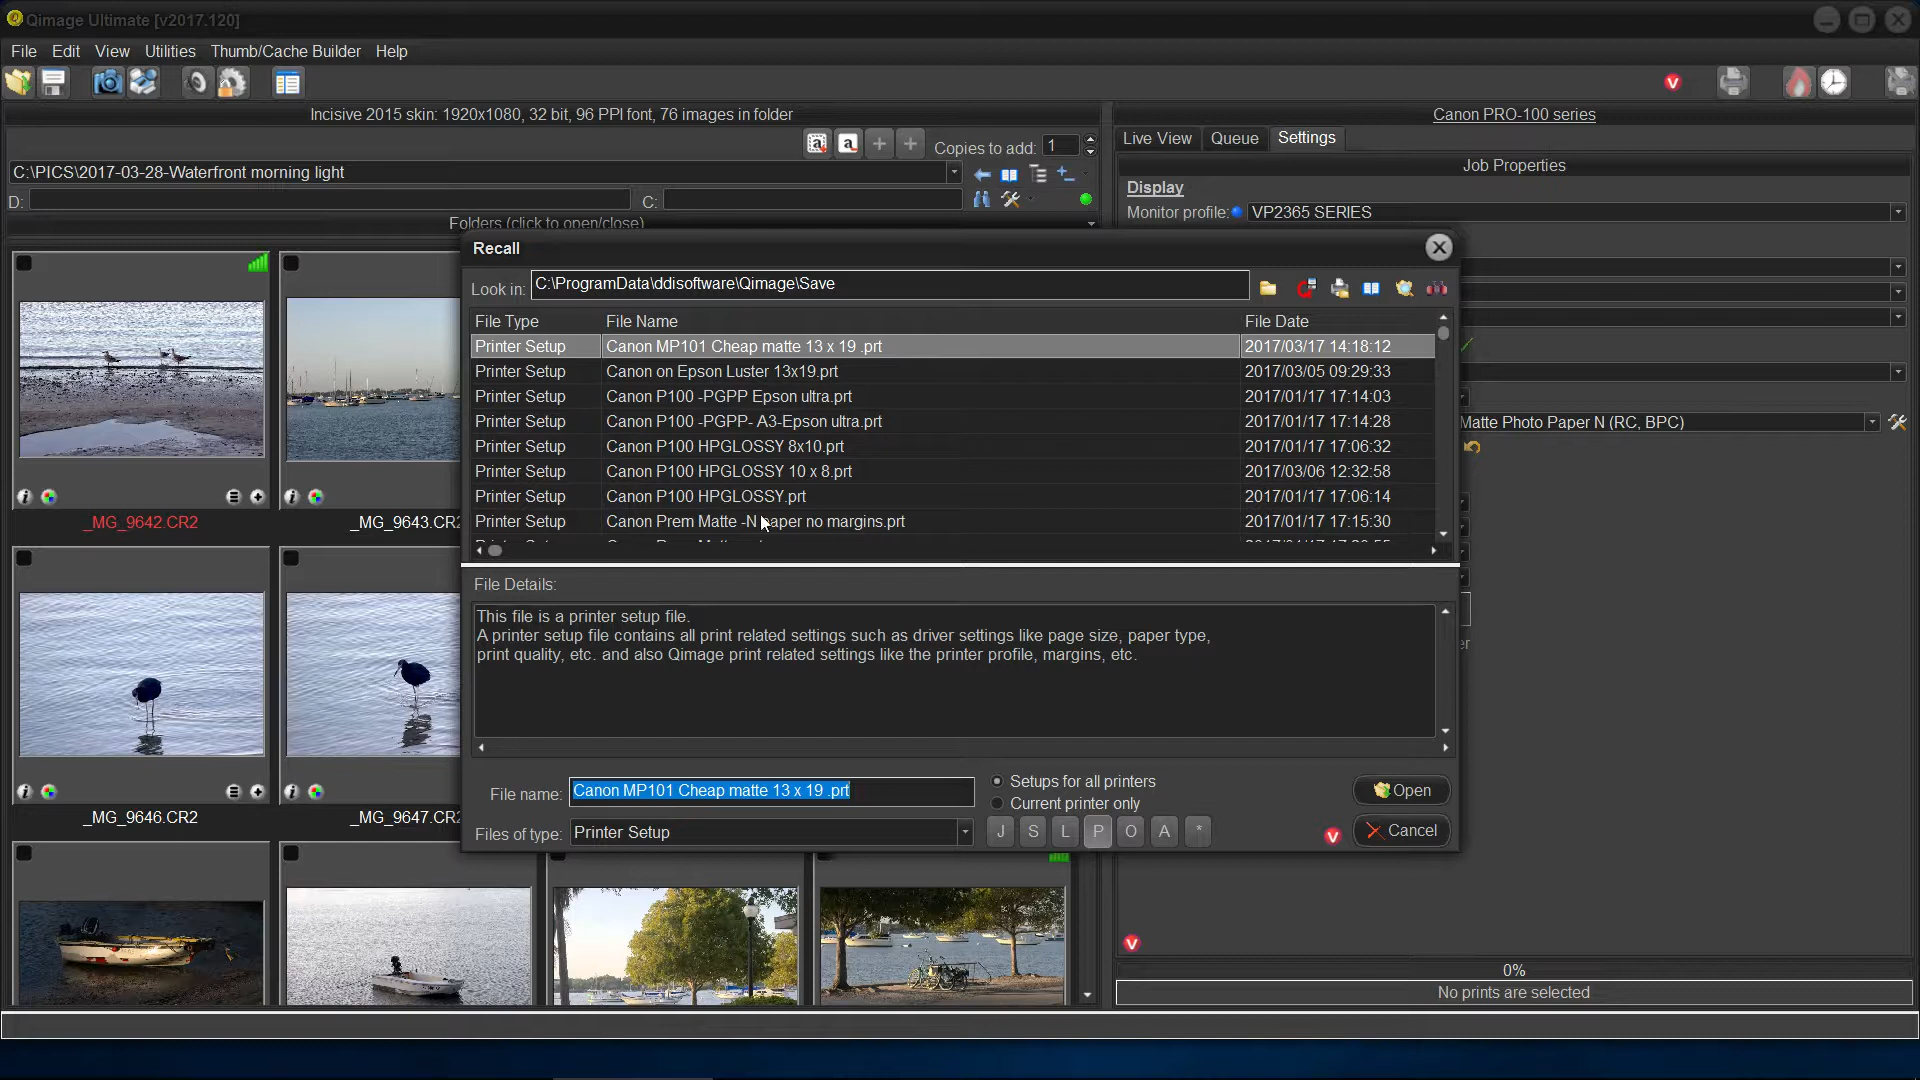 Qimage Ultimate [v2017.120]
File Edit View Utilities Thumb/Cache Builder Help
Incisive 2015 skin: 1920x1080, 32 bit, 96 PPI font, 76 images in folder
Canon PRO-100 series
Copies to add: 1
Live View Queue Settings
Job Properties
C:\PICS\2017-03-28-Waterfront morning light
Display
D:
C:
Monitor profile: VP2365 SERIES
Folders (click to open/close)
Recall
Look in: C:\ProgramData\ddisoftware\Qimage\Save
File Type File Name File Date
Printer Setup Canon MP101 Cheap matte 13 x 19 .prt 2017/03/17 14:18:12
Printer Setup Canon on Epson Luster 13x19.prt 2017/03/05 09:29:33
Printer Setup Canon P100 -PGPP Epson ultra.prt 2017/01/17 17:14:03
Printer Setup Canon P100 -PGPP- A3-Epson ultra.prt 2017/01/17 17:14:28
Matte Photo Paper N (RC, BPC)
Printer Setup Canon P100 HPGLOSSY 8x10.prt 2017/01/17 17:06:32
Printer Setup Canon P100 HPGLOSSY 10 x 8.prt 2017/03/06 12:32:58
Printer Setup Canon P100 HPGLOSSY.prt 2017/01/17 17:06:14
Printer Setup Canon Prem Matte -N paper no margins.prt 2017/01/17 17:15:30
_MG_9642.CR2
_MG_9643.CR2
File Details:
This file is a printer setup file.
A printer setup file contains all print related settings such as driver settings like page size, paper type,
print quality, etc. and also Qimage print related settings like the printer profile, margins, etc.
File name: Canon MP101 Cheap matte 13 x 19 .prt
Setups for all printers
Current printer only
Open
Files of type: Printer Setup
J S L P O A *
V
Cancel
_MG_9646.CR2
_MG_9647.CR2
V
0%
No prints are selected